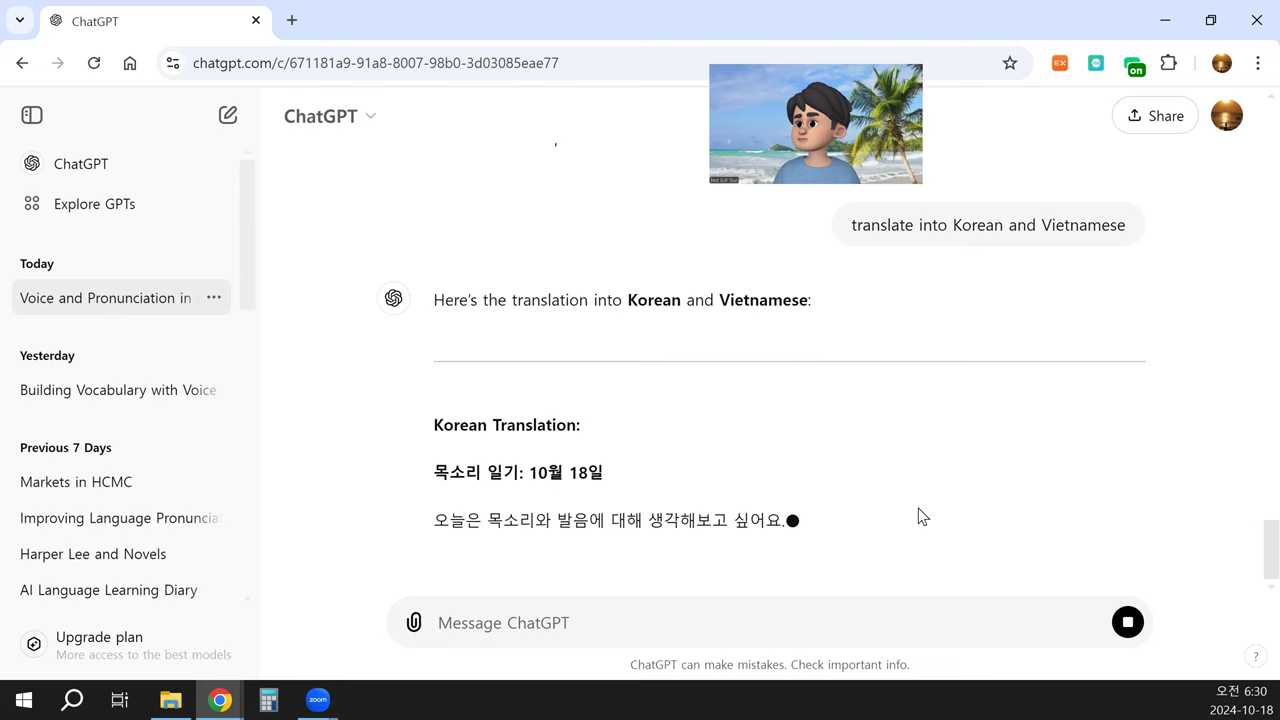 ChatGPT
chatgpt.com/c/671181a9-91a8-8007-98b0-3d03085eae77
EX
on
ChatGPT
Share
ChatGPT
Explore GPTs
Today
Voice and Pronunciation in
Yesterday
Building Vocabulary with Voice
Previous 7 Days
Markets in HCMC
Improving Language Pronuncia
Harper Lee and Novels
AI Language Learning Diary
Upgrade plan
More access to the best models
translate into Korean and Vietnamese
Here's the translation into Korean and Vietnamese:
Korean Translation:
목소리 일기: 10월 18일
오늘은 목소리와 발음에 대해 생각해보고 싶어요.
Message ChatGPT
ChatGPT can make mistakes. Check important info.
?
zoom
오전 6:30
2024-10-18